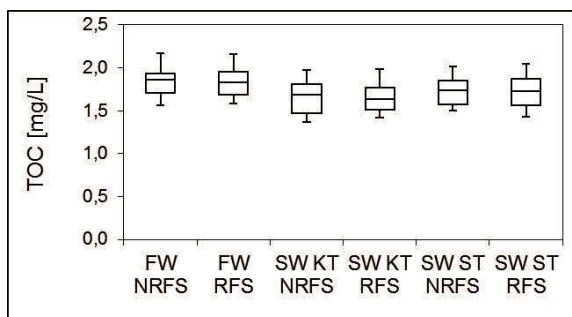 TOC [mg/L]
2,5
2,0
1,5
1,0
0,5
0,0
FW FW SW KT SW KT SW ST SW ST
NRFS RFS NRFS RFS NRFS RFS